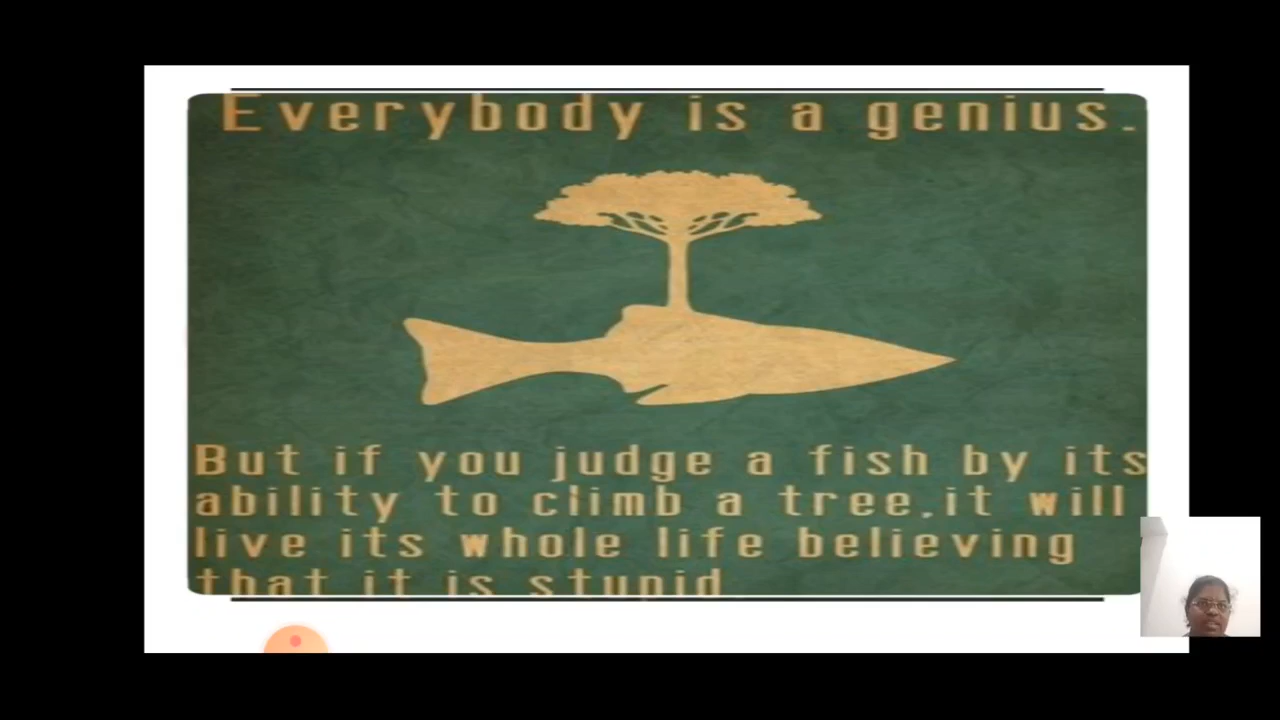 Everybody is a genius.
But if you judge a fish by its
ability to climb a tree,it will
live its whole life believing
that it is stupid